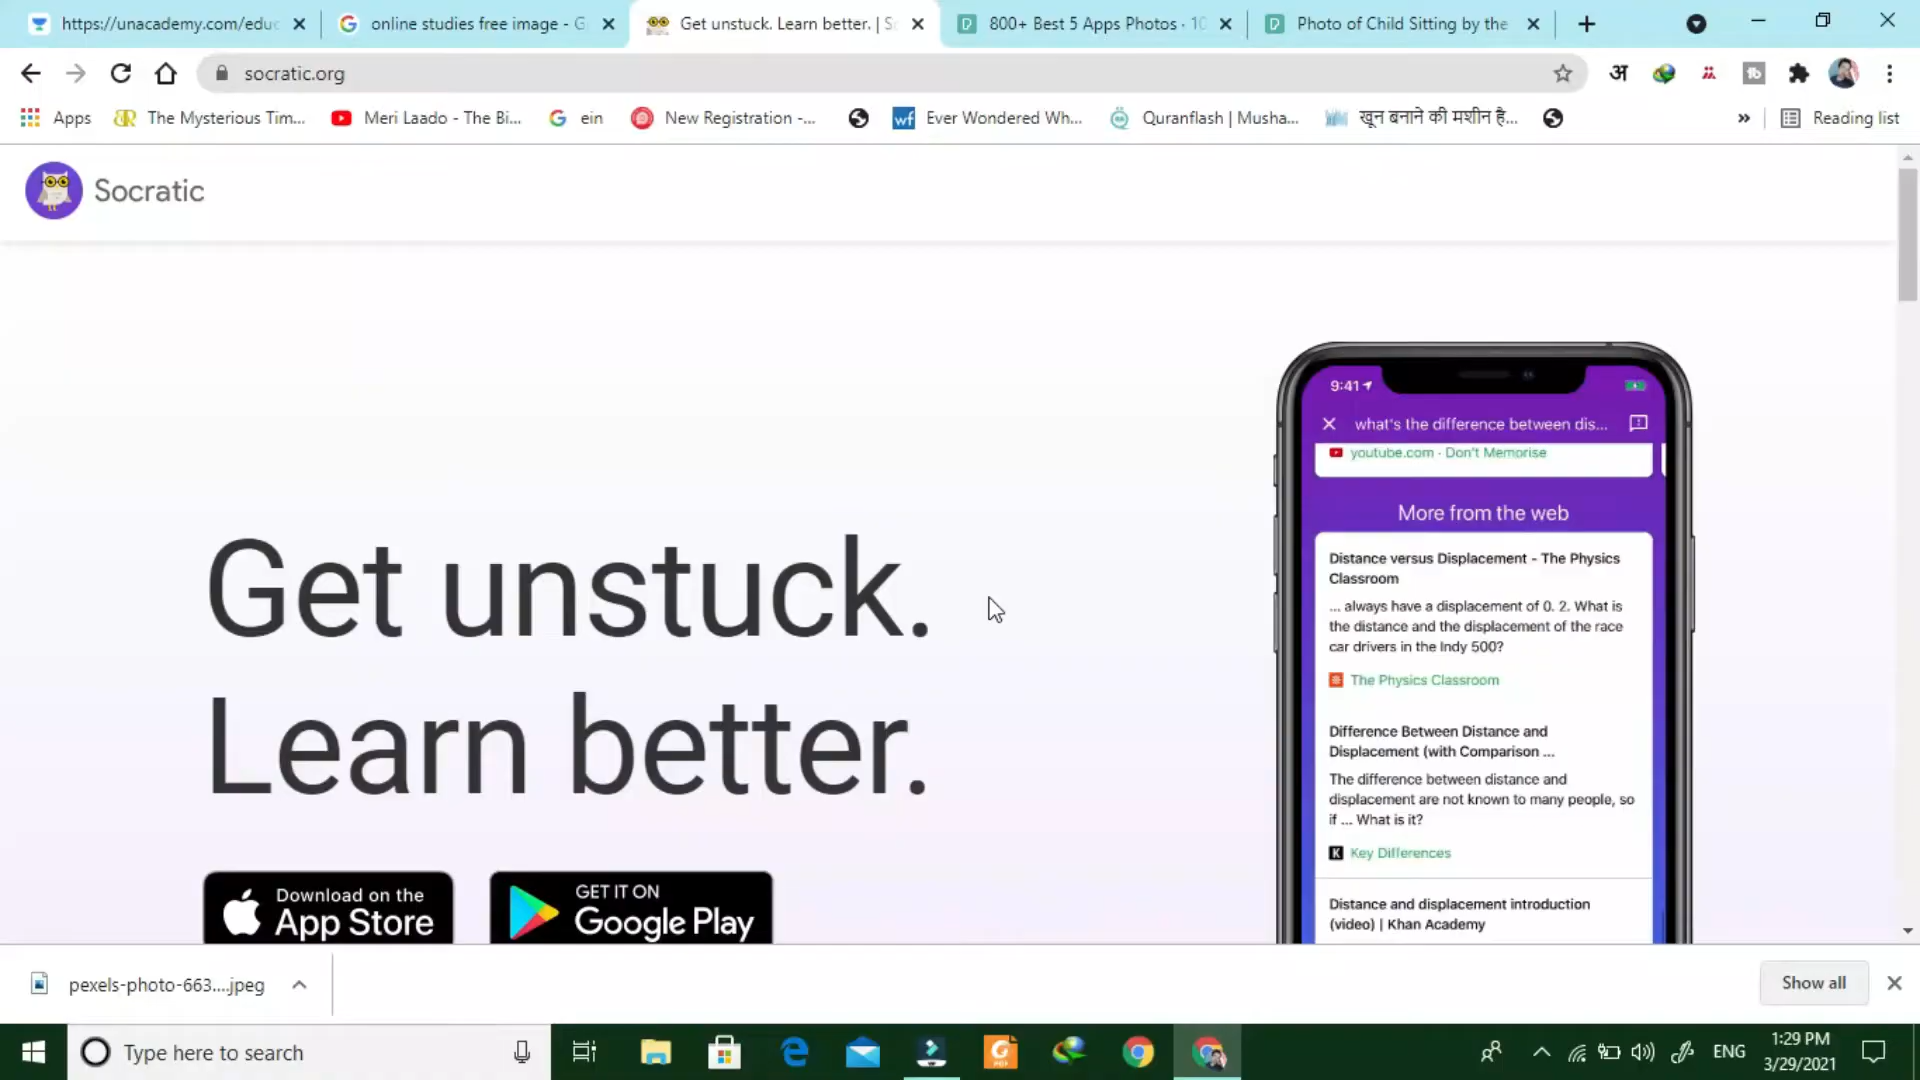 https://unacademy.com/educ
online studies free image - G
Get unstuck. Learn better. | So
800+ Best 5 Apps Photos · 10
Photo of Child Sitting by the
socratic.org
अ
Apps
The Mysterious Tim...
Meri Laado - The Bi...
ein
New Registration -...
wf
Ever Wondered Wh...
Quranflash | Musha...
खून बनाने की मशीन है...
»
Reading list
Socratic
9:41
what's the difference between dis...
youtube.com · Don't Memorise
More from the web
Distance versus Displacement - The Physics
Classroom
... always have a displacement of 0. 2. What is
the distance and the displacement of the race
car drivers in the Indy 500?
The Physics Classroom
Difference Between Distance and
Displacement (with Comparison ...
The difference between distance and
displacement are not known to many people, so
if ... What is it?
K Key Differences
Distance and displacement introduction
(video) | Khan Academy
Get unstuck.
Learn better.
Download on the
App Store
GET IT ON
Google Play
pexels-photo-663....jpeg
Show all
Type here to search
ENG
1:29 PM
3/29/2021